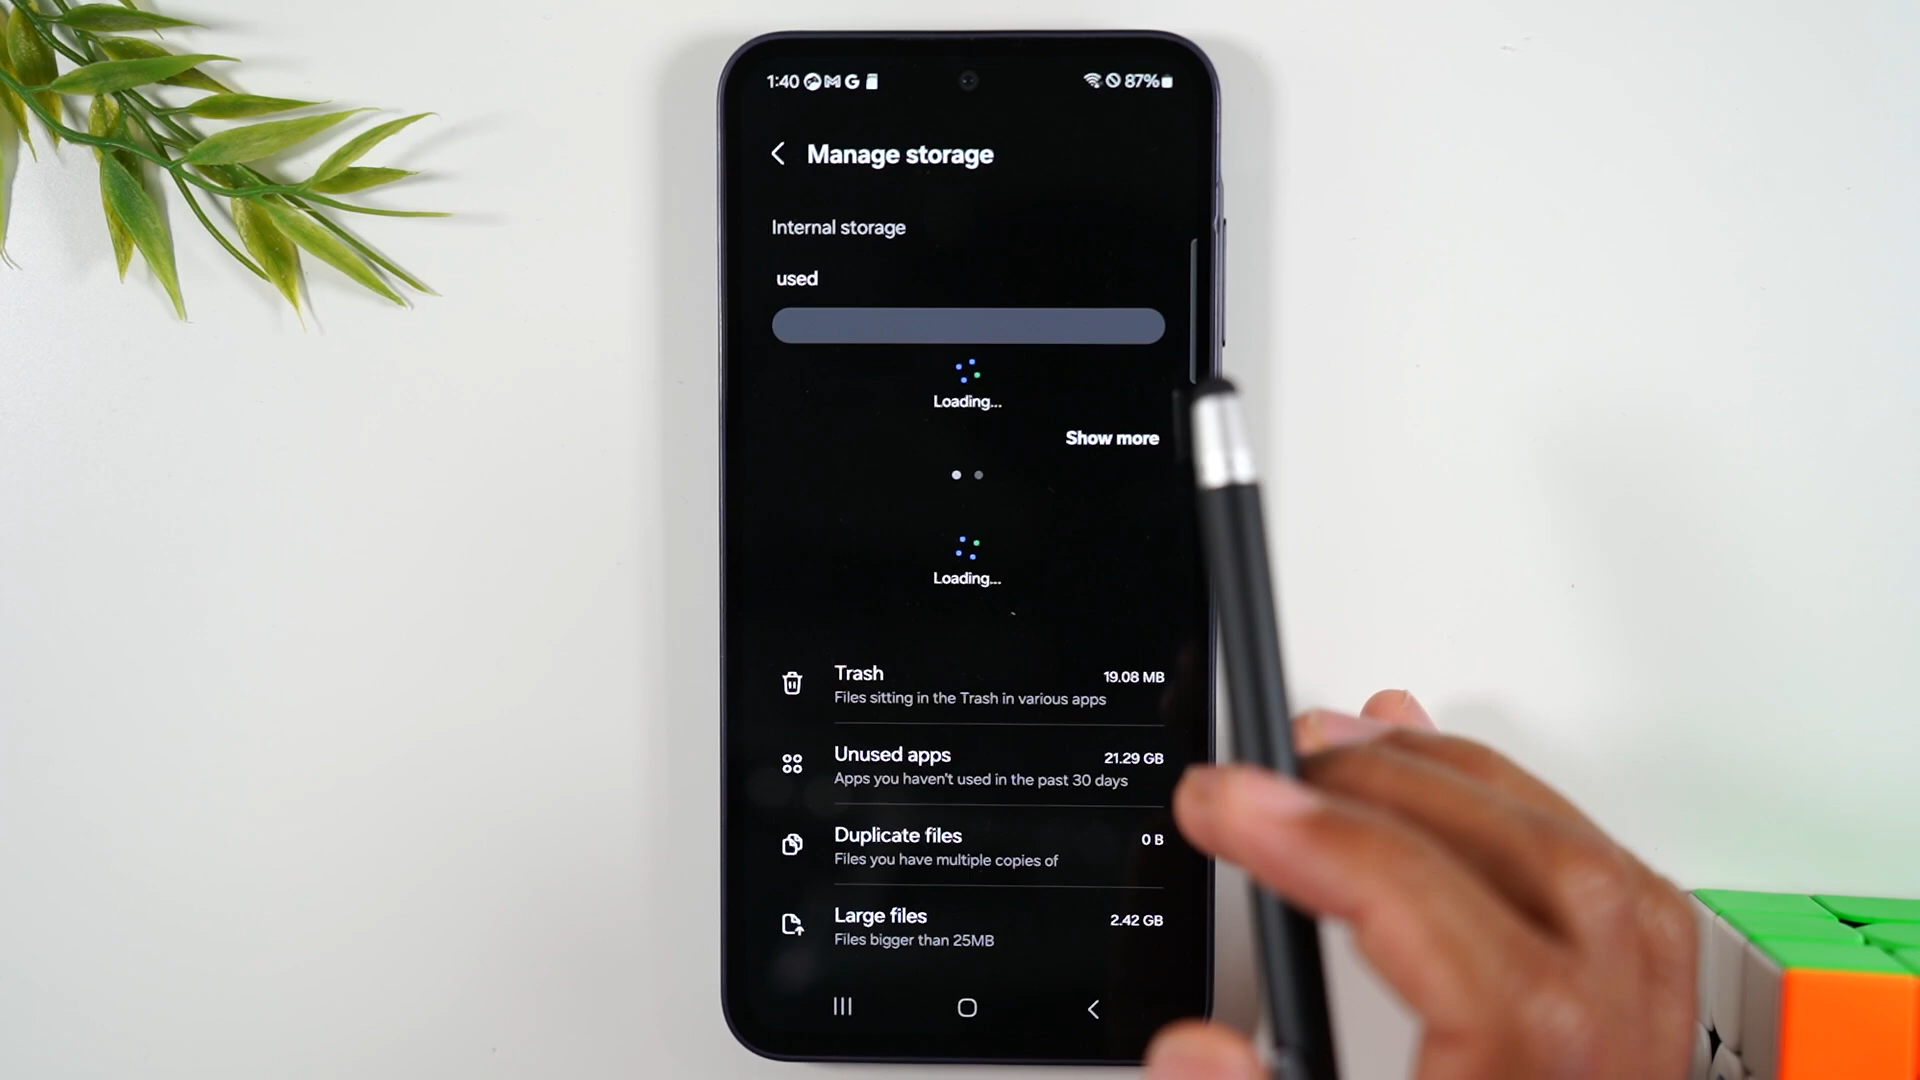 1:40 87%
Manage storage
Internal storage
used
Loading...
Show more
Loading...
Trash 19.08 MB
Files sitting in the Trash in various apps
Unused apps 21.29 GB
Apps you haven't used in the past 30 days
Duplicate files 0 B
Files you have multiple copies of
Large files 2.42 GB
Files bigger than 25MB